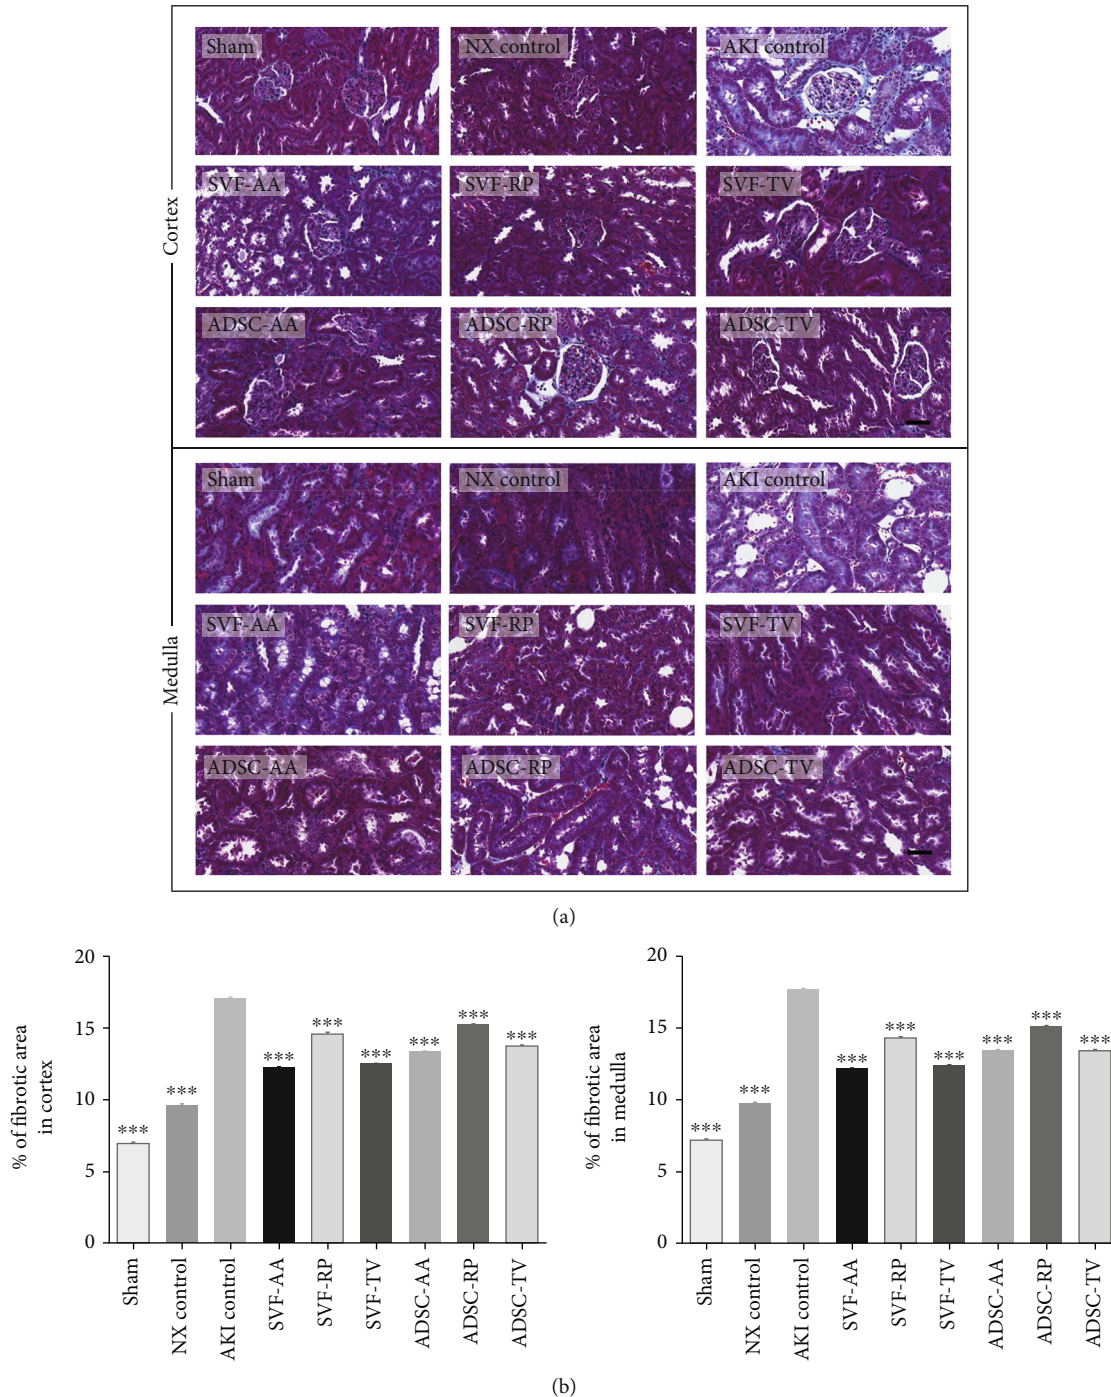 Cortex
Sham
NX control
AKI control
SVF-AA
SVF-RP
SVF-TV
ADSC-AA
ADSC-RP
ADSC-TV
Medulla
Sham
NX control
AKI control
SVF-AA
SVF-RP
SVF-TV
ADSC-AA
ADSC-RP
ADSC-TV
(a)
% of fibrotic area
in cortex
20
15
10
5
0
***
***
***
***
***
***
***
***
Sham
NX control
AKI control
SVF-AA
SVF-RP
SVF-TV
ADSC-AA
ADSC-RP
ADSC-TV
% of fibrotic area
in medulla
20
15
10
5
0
***
***
***
***
***
***
***
***
Sham
NX control
AKI control
SVF-AA
SVF-RP
SVF-TV
ADSC-AA
ADSC-RP
ADSC-TV
(b)